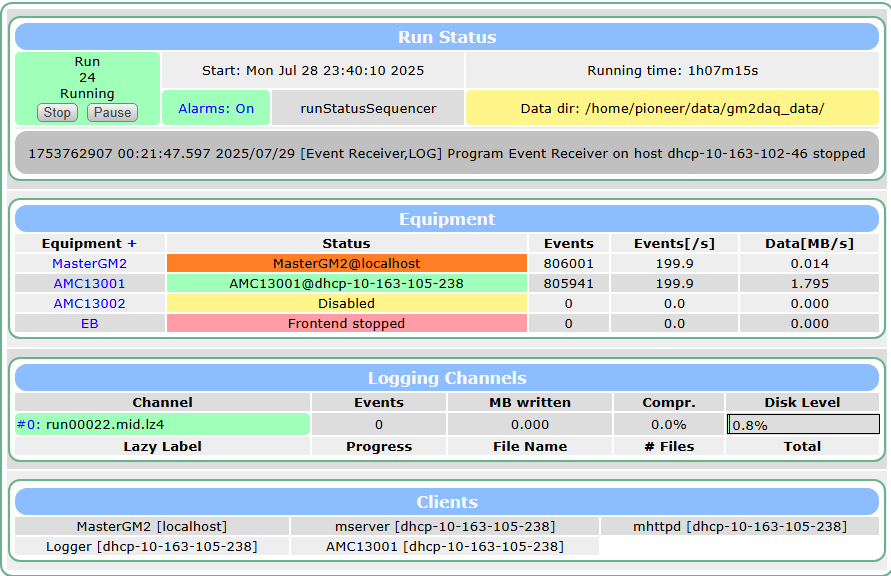 Run Status
Run
24
Running
Stop Pause
Start: Mon Jul 28 23:40:10 2025
Running time: 1h07m15s
Alarms: On
runStatusSequencer
Data dir: /home/pioneer/data/gm2daq_data/
1753762907 00:21:47.597 2025/07/29 [Event Receiver,LOG] Program Event Receiver on host dhcp-10-163-102-46 stopped
Equipment
Equipment + Status Events Events[/s] Data[MB/s]
MasterGM2 MasterGM2@localhost 806001 199.9 0.014
AMC13001 AMC13001@dhcp-10-163-105-238 805941 199.9 1.795
AMC13002 Disabled 0 0.0 0.000
EB Frontend stopped 0 0.0 0.000
Logging Channels
Channel Events MB written Compr. Disk Level
#0: run00022.mid.lz4 0 0.000 0.0% 0.8%
Lazy Label Progress File Name # Files Total
Clients
MasterGM2 [localhost] mserver [dhcp-10-163-105-238] mhttpd [dhcp-10-163-105-238]
Logger [dhcp-10-163-105-238] AMC13001 [dhcp-10-163-105-238]